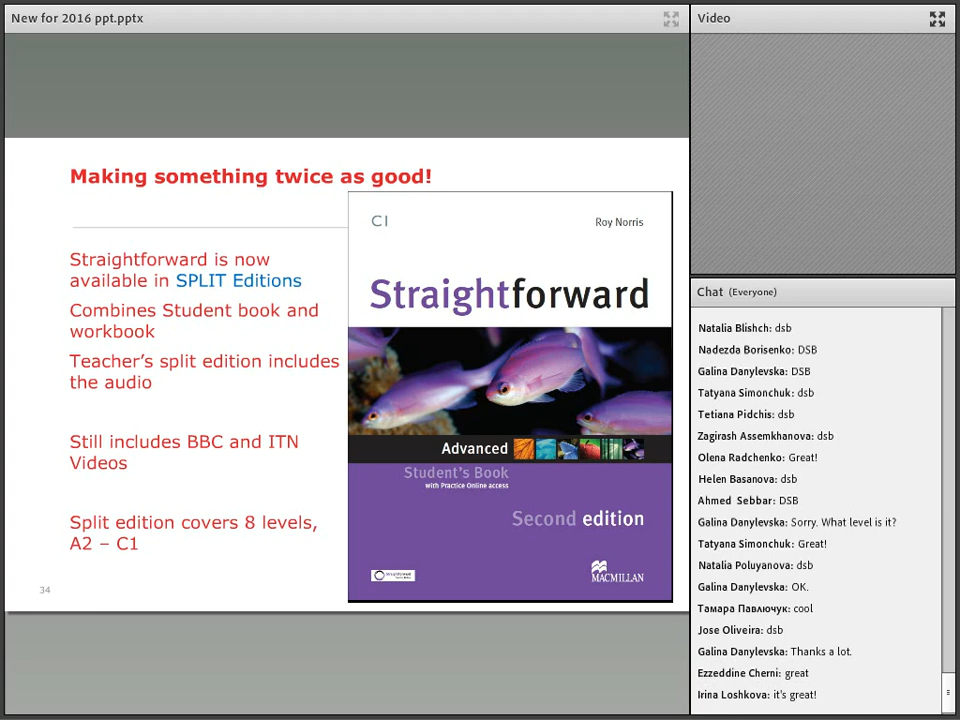 New for 2016 ppt.pptx
Making something twice as good!
Straightforward is now
available in SPLIT Editions
Combines Student book and
workbook
Teacher's split edition includes
the audio
Still includes BBC and ITN
Videos
Split edition covers 8 levels,
A2 – C1
34
C1
Roy Norris
Straightforward
Advanced
Student's Book
with Practice Online access
Second edition
MACMILLAN
Video
Chat (Everyone)
Natalia Blishch: dsb
Nadezda Borisenko: DSB
Galina Danylevska: DSB
Tatyana Simonchuk: dsb
Tetiana Pidchis: dsb
Zagirash Assemkhanova: dsb
Olena Radchenko: Great!
Helen Basanova: dsb
Ahmed Sebbar: DSB
Galina Danylevska: Sorry. What level is it?
Tatyana Simonchuk: Great!
Natalia Poluyanova: dsb
Galina Danylevska: OK.
Тамара Павлючук: cool
Jose Oliveira: dsb
Galina Danylevska: Thanks a lot.
Ezzeddine Cherni: great
Irina Loshkova: it's great!